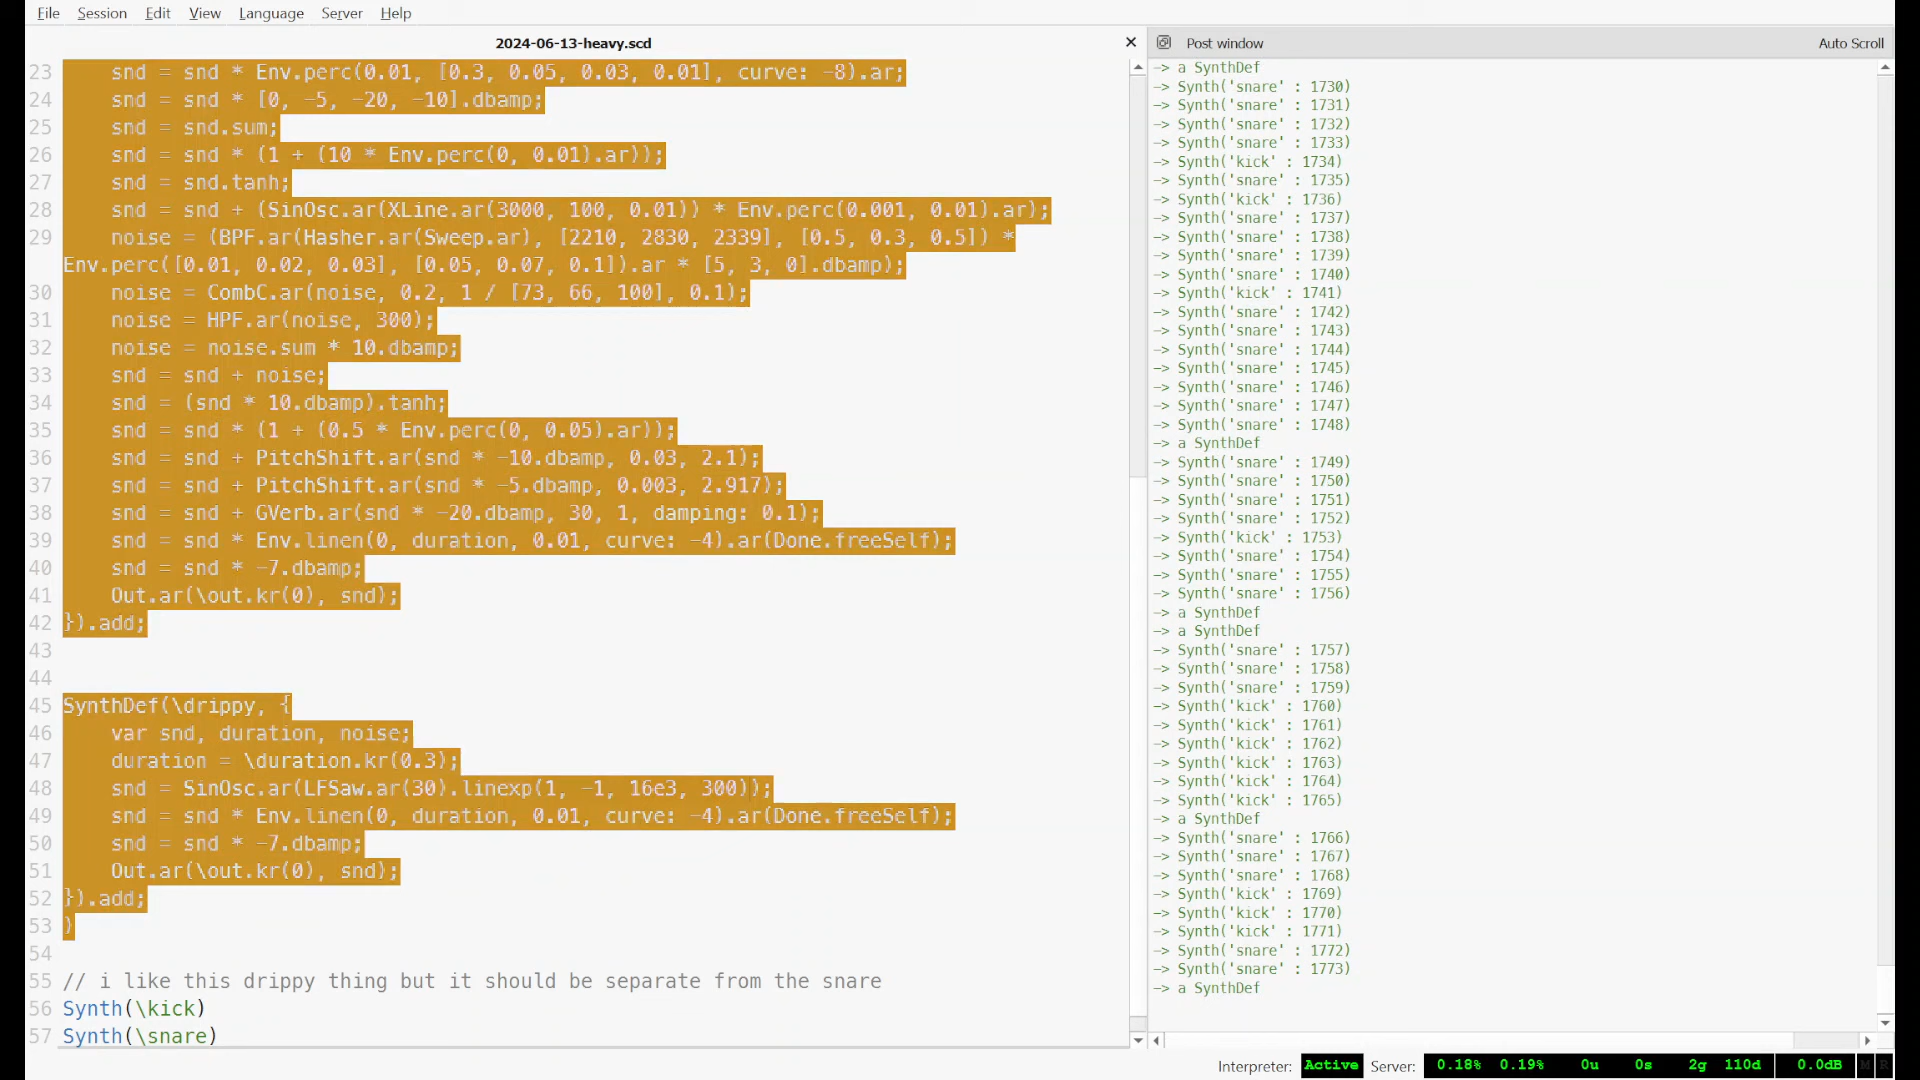 File Session Edit View Language Server Help
2024-06-13-heavy.scd
23 snd = snd * Env.perc(0.01, [0.3, 0.05, 0.03, 0.01], curve: -8).ar;
24 snd = snd * [0, -5, -20, -10].dbamp;
25 snd = snd.sum;
26 snd = snd * (1 + (10 * Env.perc(0, 0.01).ar));
27 snd = snd.tanh;
28 snd = snd + (SinOsc.ar(XLine.ar(3000, 100, 0.01)) * Env.perc(0.001, 0.01).ar);
29 noise = (BPF.ar(Hasher.ar(Sweep.ar), [2210, 2830, 2339], [0.5, 0.3, 0.5]) *
Env.perc([0.01, 0.02, 0.03], [0.05, 0.07, 0.1]).ar * [5, 3, 0].dbamp);
30 noise = CombC.ar(noise, 0.2, 1 / [73, 66, 100], 0.1);
31 noise = HPF.ar(noise, 300);
32 noise = noise.sum * 10.dbamp;
33 snd = snd + noise;
34 snd = (snd * 10.dbamp).tanh;
35 snd = snd * (1 + (0.5 * Env.perc(0, 0.05).ar));
36 snd = snd + PitchShift.ar(snd * -10.dbamp, 0.03, 2.1);
37 snd = snd + PitchShift.ar(snd * -5.dbamp, 0.003, 2.917);
38 snd = snd + GVerb.ar(snd * -20.dbamp, 30, 1, damping: 0.1);
39 snd = snd * Env.linen(0, duration, 0.01, curve: -4).ar(Done.freeSelf);
40 snd = snd * -7.dbamp;
41 Out.ar(\out.kr(0), snd);
42 }).add;
43
44
45 SynthDef(\drippy, {
46 var snd, duration, noise;
47 duration = \duration.kr(0.3);
48 snd = SinOsc.ar(LFSaw.ar(30).linexp(1, -1, 16e3, 300));
49 snd = snd * Env.linen(0, duration, 0.01, curve: -4).ar(Done.freeSelf);
50 snd = snd * -7.dbamp;
51 Out.ar(\out.kr(0), snd);
52 }).add;
53 )
54
55 // i like this drippy thing but it should be separate from the snare
56 Synth(\kick)
57 Synth(\snare)
Post window
Auto Scroll
-> a SynthDef
-> Synth('snare' : 1730)
-> Synth('snare' : 1731)
-> Synth('snare' : 1732)
-> Synth('snare' : 1733)
-> Synth('kick' : 1734)
-> Synth('snare' : 1735)
-> Synth('kick' : 1736)
-> Synth('snare' : 1737)
-> Synth('snare' : 1738)
-> Synth('snare' : 1739)
-> Synth('snare' : 1740)
-> Synth('kick' : 1741)
-> Synth('snare' : 1742)
-> Synth('snare' : 1743)
-> Synth('snare' : 1744)
-> Synth('snare' : 1745)
-> Synth('snare' : 1746)
-> Synth('snare' : 1747)
-> Synth('snare' : 1748)
-> a SynthDef
-> Synth('snare' : 1749)
-> Synth('snare' : 1750)
-> Synth('snare' : 1751)
-> Synth('snare' : 1752)
-> Synth('kick' : 1753)
-> Synth('snare' : 1754)
-> Synth('snare' : 1755)
-> Synth('snare' : 1756)
-> a SynthDef
-> a SynthDef
-> Synth('snare' : 1757)
-> Synth('snare' : 1758)
-> Synth('snare' : 1759)
-> Synth('kick' : 1760)
-> Synth('kick' : 1761)
-> Synth('kick' : 1762)
-> Synth('kick' : 1763)
-> Synth('kick' : 1764)
-> Synth('kick' : 1765)
-> a SynthDef
-> Synth('snare' : 1766)
-> Synth('snare' : 1767)
-> Synth('snare' : 1768)
-> Synth('kick' : 1769)
-> Synth('kick' : 1770)
-> Synth('kick' : 1771)
-> Synth('snare' : 1772)
-> Synth('snare' : 1773)
-> a SynthDef
Interpreter: Active Server: 0.18% 0.19% 0u 0s 2g 110d 0.0dB M R